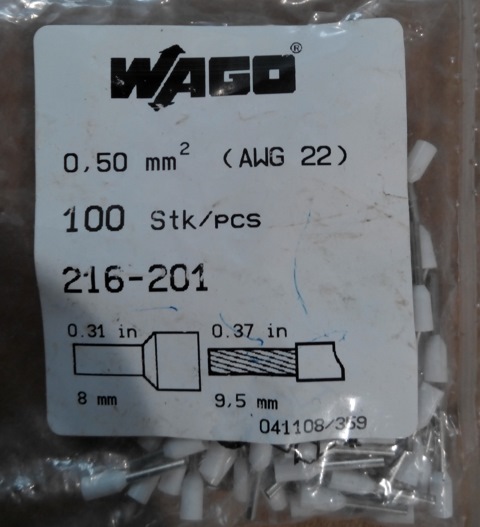 WAGO®
0,50 mm² (AWG 22)
100 Stk/pcs
216-201
0.31 in 0.37 in
8 mm 9,5 mm
041108/359